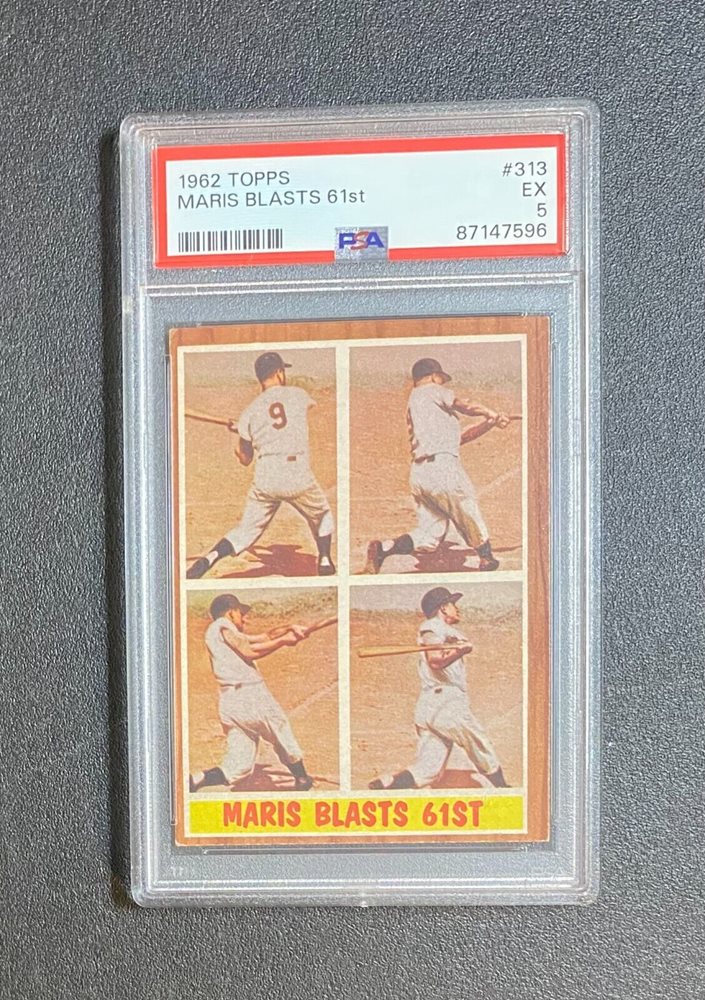 1962 TOPPS
#313
MARIS BLASTS 61st
EX
5
PSA
87147596
9
MARIS BLASTS 61ST